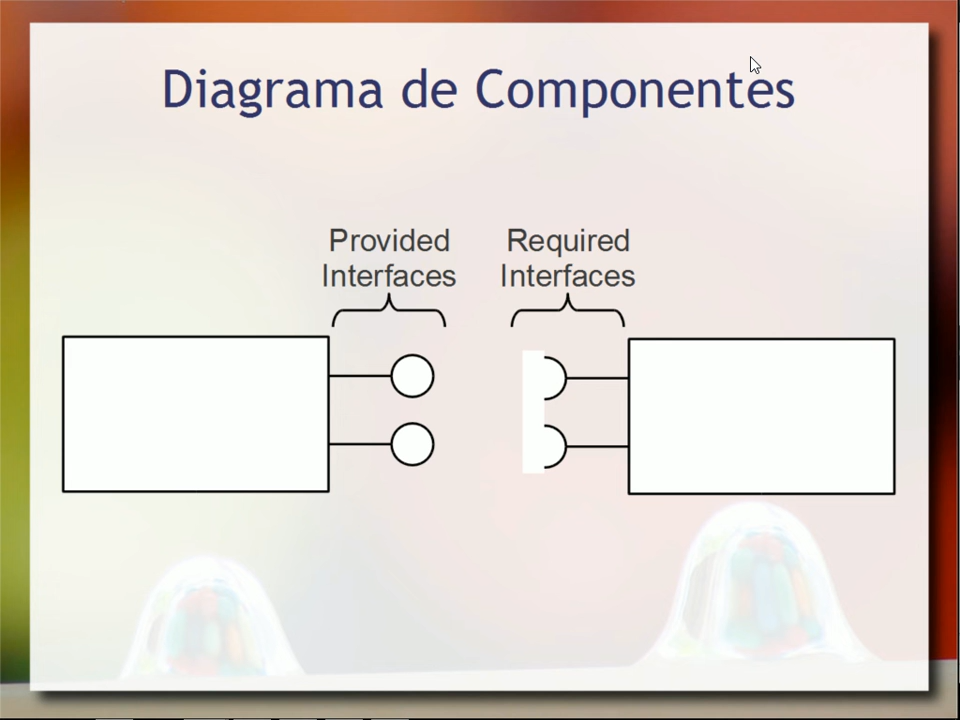 Diagrama de Componentes
Provided
Interfaces
Required
Interfaces